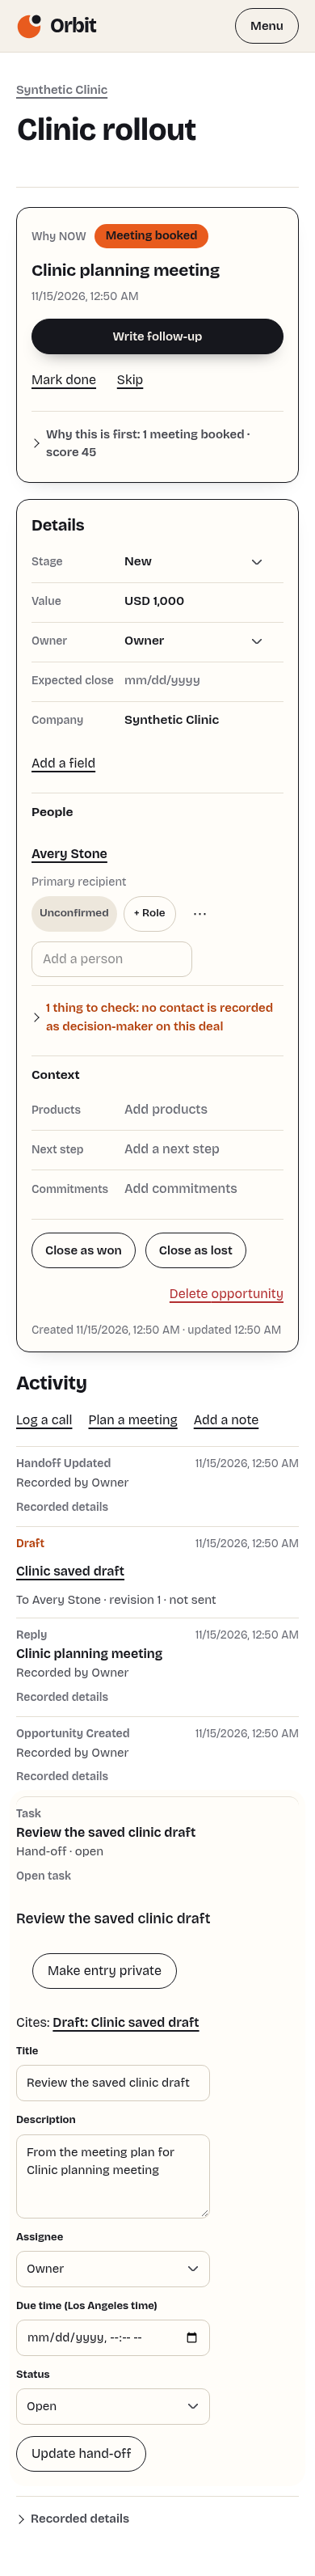 Orbit
Menu
Synthetic Clinic
Clinic rollout
Why NOW
Meeting booked
Clinic planning meeting
11/15/2026, 12:50 AM
Write follow-up
Mark done
Skip
Why this is first: 1 meeting booked ·
score 45
Details
Stage
New
Value
USD 1,000
Owner
Owner
Expected close
mm/dd/yyyy
Company
Synthetic Clinic
Add a field
People
Avery Stone
Primary recipient
Unconfirmed
+ Role
···
Add a person
1 thing to check: no contact is recorded
as decision-maker on this deal
Context
Products
Add products
Next step
Add a next step
Commitments
Add commitments
Close as won
Close as lost
Delete opportunity
Created 11/15/2026, 12:50 AM · updated 12:50 AM
Activity
Log a call
Plan a meeting
Add a note
Handoff Updated
11/15/2026, 12:50 AM
Recorded by Owner
Recorded details
Draft
11/15/2026, 12:50 AM
Clinic saved draft
To Avery Stone · revision 1 · not sent
Reply
11/15/2026, 12:50 AM
Clinic planning meeting
Recorded by Owner
Recorded details
Opportunity Created
11/15/2026, 12:50 AM
Recorded by Owner
Recorded details
Task
Review the saved clinic draft
Hand-off · open
Open task
Review the saved clinic draft
Make entry private
Cites: Draft: Clinic saved draft
Title
Review the saved clinic draft
Description
From the meeting plan for
Clinic planning meeting
Assignee
Owner
Due time (Los Angeles time)
mm/dd/yyyy, --:-- --
Status
Open
Update hand-off
Recorded details